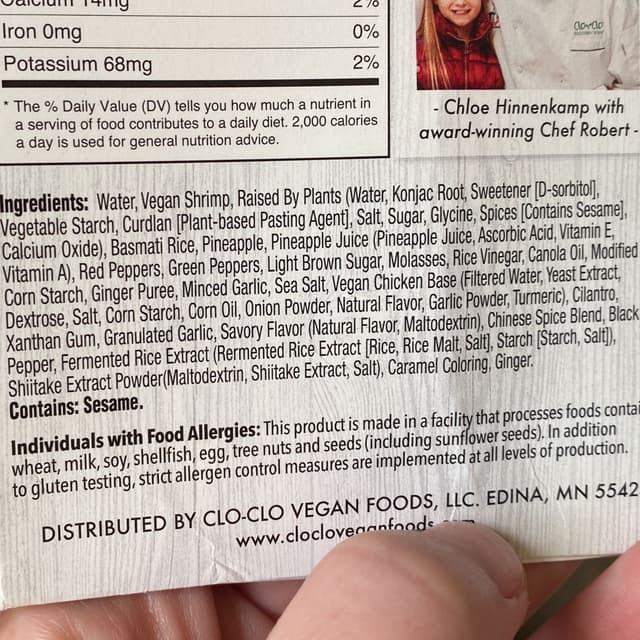 Calcium 14mg 2%
Iron 0mg 0%
Potassium 68mg 2%
* The % Daily Value (DV) tells you how much a nutrient in
a serving of food contributes to a daily diet. 2,000 calories
a day is used for general nutrition advice.
CLO-CLO
- Chloe Hinnenkamp with
award-winning Chef Robert -
Ingredients: Water, Vegan Shrimp, Raised By Plants (Water, Konjac Root, Sweetener [D-sorbitol],
Vegetable Starch, Curdlan [Plant-based Pasting Agent], Salt, Sugar, Glycine, Spices [Contains Sesame],
Calcium Oxide), Basmati Rice, Pineapple, Pineapple Juice (Pineapple Juice, Ascorbic Acid, Vitamin E,
Vitamin A), Red Peppers, Green Peppers, Light Brown Sugar, Molasses, Rice Vinegar, Canola Oil, Modified
Corn Starch, Ginger Puree, Minced Garlic, Sea Salt, Vegan Chicken Base (Filtered Water, Yeast Extract,
Dextrose, Salt, Corn Starch, Corn Oil, Onion Powder, Natural Flavor, Garlic Powder, Turmeric), Cilantro,
Xanthan Gum, Granulated Garlic, Savory Flavor (Natural Flavor, Maltodextrin), Chinese Spice Blend, Black
Pepper, Fermented Rice Extract (Rermented Rice Extract [Rice, Rice Malt, Salt], Starch [Starch, Salt]),
Shiitake Extract Powder(Maltodextrin, Shiitake Extract, Salt), Caramel Coloring, Ginger.
Contains: Sesame.
Individuals with Food Allergies: This product is made in a facility that processes foods contai
wheat, milk, soy, shellfish, egg, tree nuts and seeds (including sunflower seeds). In addition
to gluten testing, strict allergen control measures are implemented at all levels of production.
DISTRIBUTED BY CLO-CLO VEGAN FOODS, LLC. EDINA, MN 5542
www.cloclovegan​foods.com